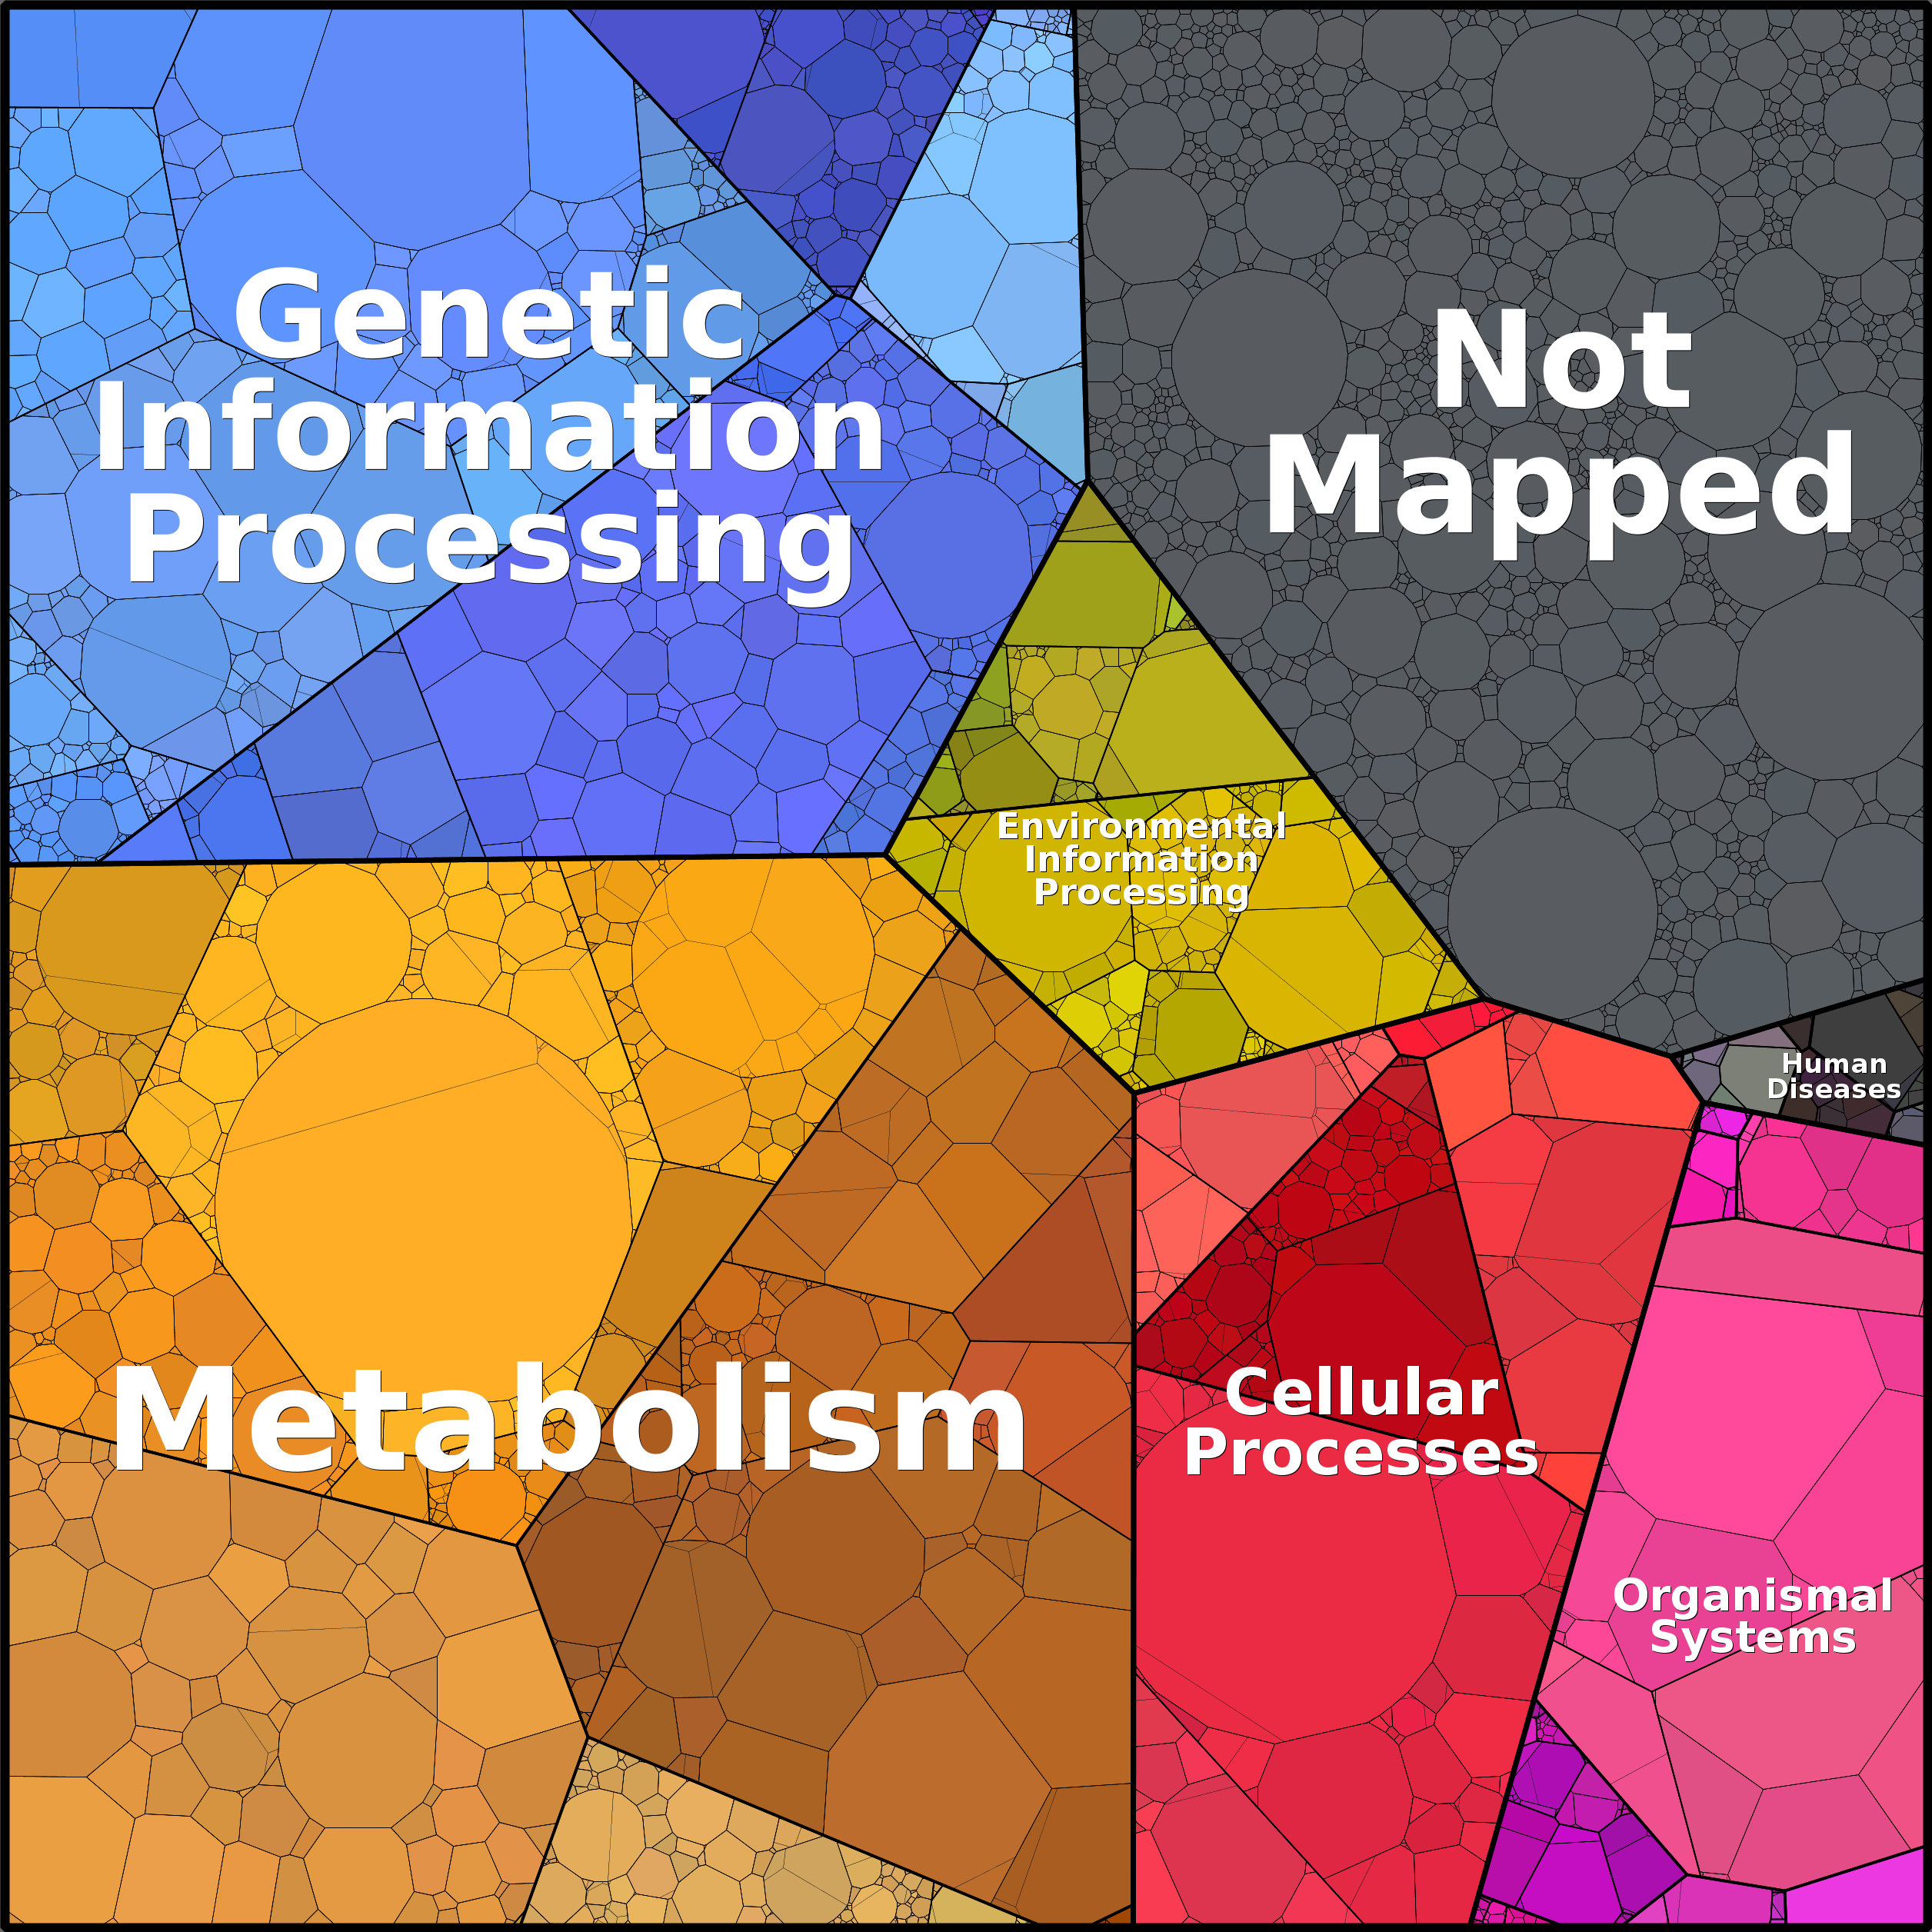 Genetic
Information
Processing
Not
Mapped
Environmental
Information
Processing
Human
Diseases
Metabolism
Cellular
Processes
Organismal
Systems